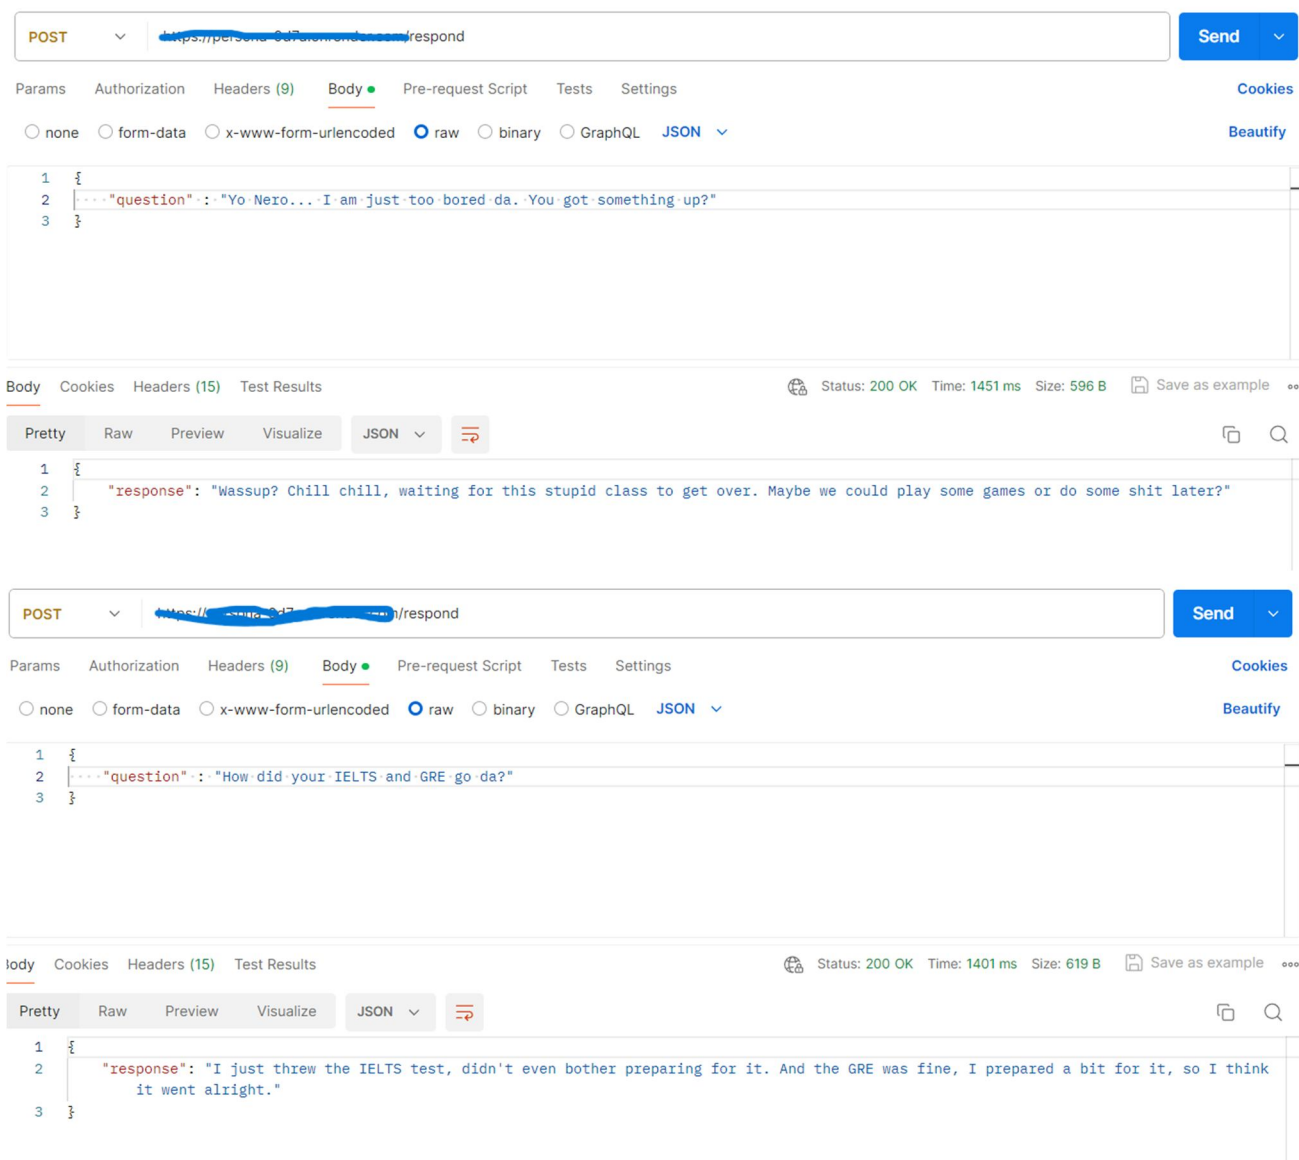 POST /respond Send
Params Authorization Headers (9) Body Pre-request Script Tests Settings Cookies
none form-data x-www-form-urlencoded raw binary GraphQL JSON Beautify
1 {
2 ····"question"·:·"Yo·Nero...·I·am·just·too·bored·da.·You·got·something·up?"
3 }
Body Cookies Headers (15) Test Results Status: 200 OK Time: 1451 ms Size: 596 B Save as example
Pretty Raw Preview Visualize JSON
1 {
2 "response": "Wassup? Chill chill, waiting for this stupid class to get over. Maybe we could play some games or do some shit later?"
3 }
POST /respond Send
Params Authorization Headers (9) Body Pre-request Script Tests Settings Cookies
none form-data x-www-form-urlencoded raw binary GraphQL JSON Beautify
1 {
2 ····"question"·:·"How·did·your·IELTS·and·GRE·go·da?"
3 }
Body Cookies Headers (15) Test Results Status: 200 OK Time: 1401 ms Size: 619 B Save as example
Pretty Raw Preview Visualize JSON
1 {
2 "response": "I just threw the IELTS test, didn't even bother preparing for it. And the GRE was fine, I prepared a bit for it, so I think
it went alright."
3 }